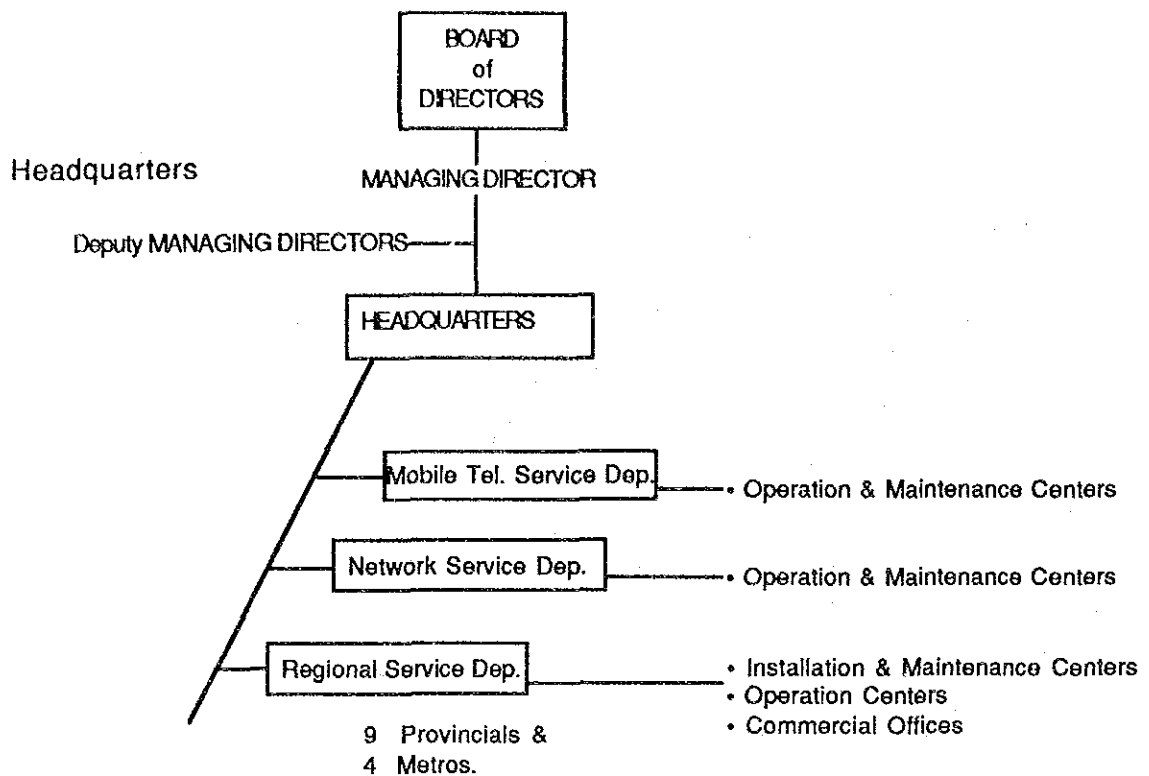 BOARD
of
DIRECTORS
Headquarters
MANAGING DIRECTOR
Deputy MANAGING DIRECTORS
HEADQUARTERS
Mobile Tel. Service Dep.
• Operation & Maintenance Centers
Network Service Dep.
• Operation & Maintenance Centers
Regional Service Dep.
• Installation & Maintenance Centers
• Operation Centers
• Commercial Offices
9 Provincials &
4 Metros.